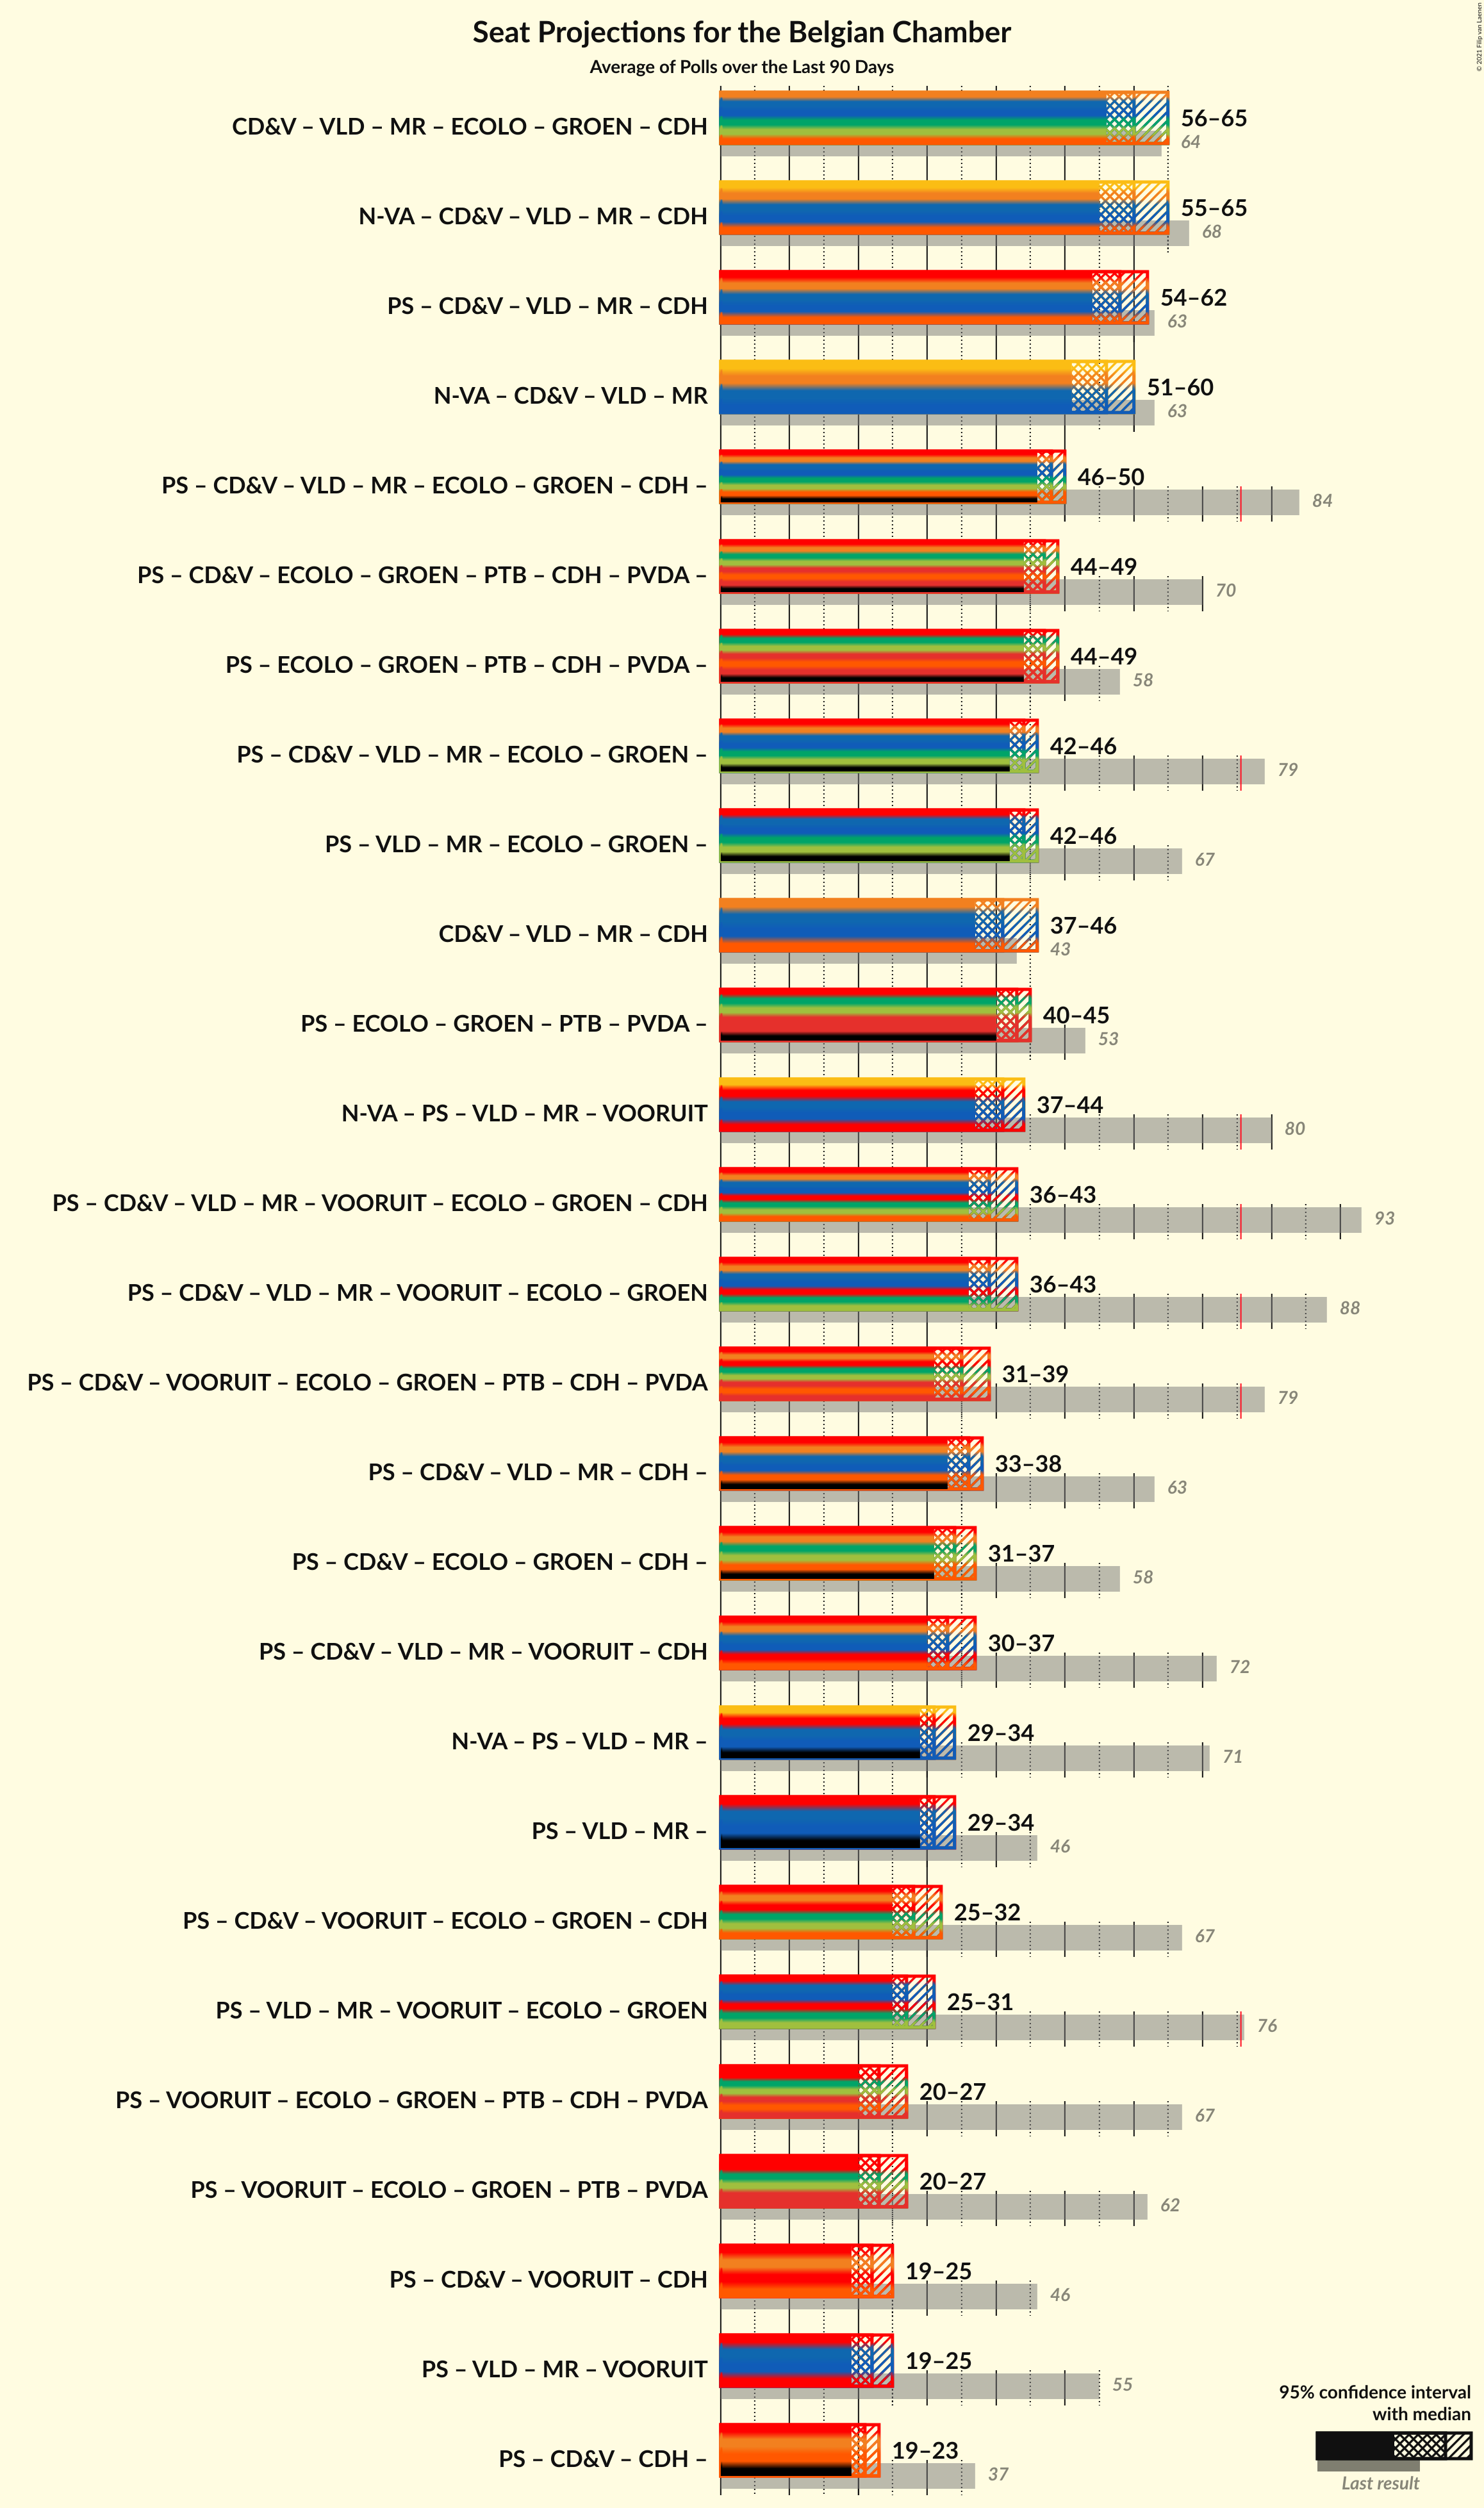 Seat Projections for the Belgian Chamber
Average of Polls over the Last 90 Days
© 2021 Filip van Laenen
CD&V – VLD – MR – ECOLO – GROEN – CDH
56–65
64
N-VA – CD&V – VLD – MR – CDH
55–65
68
PS – CD&V – VLD – MR – CDH
54–62
63
N-VA – CD&V – VLD – MR
51–60
63
PS – CD&V – VLD – MR – ECOLO – GROEN – CDH –
46–50
84
PS – CD&V – ECOLO – GROEN – PTB – CDH – PVDA –
44–49
70
PS – ECOLO – GROEN – PTB – CDH – PVDA –
44–49
58
PS – CD&V – VLD – MR – ECOLO – GROEN –
42–46
79
PS – VLD – MR – ECOLO – GROEN –
42–46
67
CD&V – VLD – MR – CDH
37–46
43
PS – ECOLO – GROEN – PTB – PVDA –
40–45
53
N-VA – PS – VLD – MR – VOORUIT
37–44
80
PS – CD&V – VLD – MR – VOORUIT – ECOLO – GROEN – CDH
36–43
93
PS – CD&V – VLD – MR – VOORUIT – ECOLO – GROEN
36–43
88
PS – CD&V – VOORUIT – ECOLO – GROEN – PTB – CDH – PVDA
31–39
79
PS – CD&V – VLD – MR – CDH –
33–38
63
PS – CD&V – ECOLO – GROEN – CDH –
31–37
58
PS – CD&V – VLD – MR – VOORUIT – CDH
30–37
72
N-VA – PS – VLD – MR –
29–34
71
PS – VLD – MR –
29–34
46
PS – CD&V – VOORUIT – ECOLO – GROEN – CDH
25–32
67
PS – VLD – MR – VOORUIT – ECOLO – GROEN
25–31
76
PS – VOORUIT – ECOLO – GROEN – PTB – CDH – PVDA
20–27
67
PS – VOORUIT – ECOLO – GROEN – PTB – PVDA
20–27
62
PS – CD&V – VOORUIT – CDH
19–25
46
PS – VLD – MR – VOORUIT
19–25
55
PS – CD&V – CDH –
19–23
37
95% confidence interval
with median
Last result